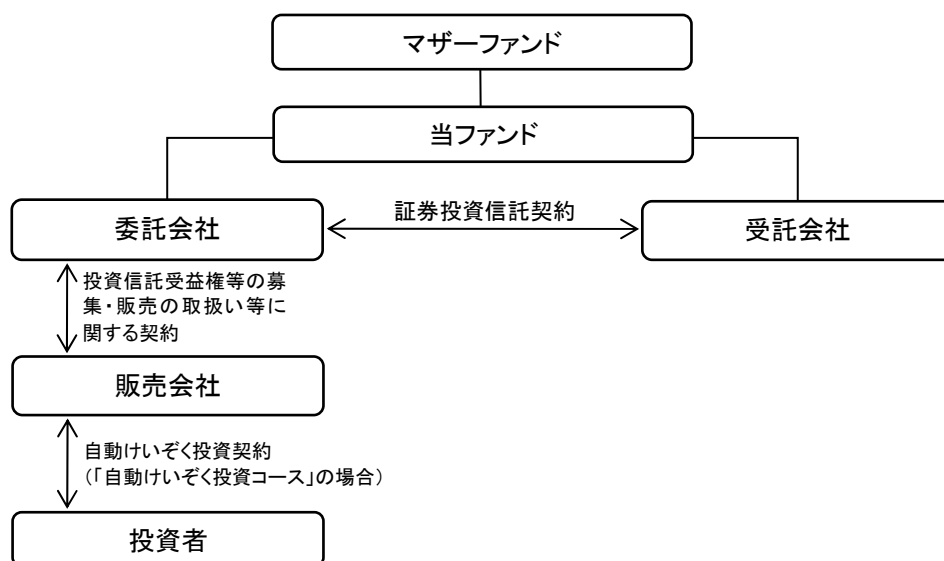 マザーファンド
当ファンド
委託会社
証券投資信託契約
受託会社
投資信託受益権等の募
集・販売の取扱い等に
関する契約
販売会社
自動けいぞく投資契約
(「自動けいぞく投資コース」の場合)
投資者